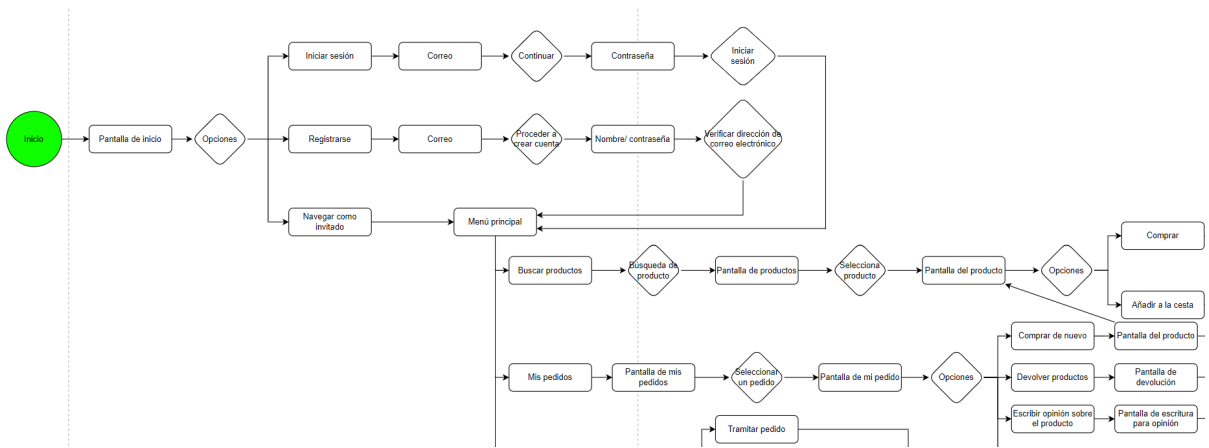 Iniciar sesión
Correo
Continuar
Contraseña
Iniciar
sesión
Inicio
Pantalla de inicio
Opciones
Registrarse
Correo
Proceder a
crear cuenta
Nombre/ contraseña
Verificar dirección de
correo electrónico
Navegar como
invitado
Menú principal
Comprar
Buscar productos
Búsqueda de
producto
Pantalla de productos
Selecciona
producto
Pantalla del producto
Opciones
Añadir a la cesta
Comprar de nuevo
Pantalla del producto
Mis pedidos
Pantalla de mis
pedidos
Seleccionar
un pedido
Pantalla de mi pedido
Opciones
Devolver productos
Pantalla de
devolución
Escribir opinión sobre
el producto
Pantalla de escritura
para opinión
Tramitar pedido